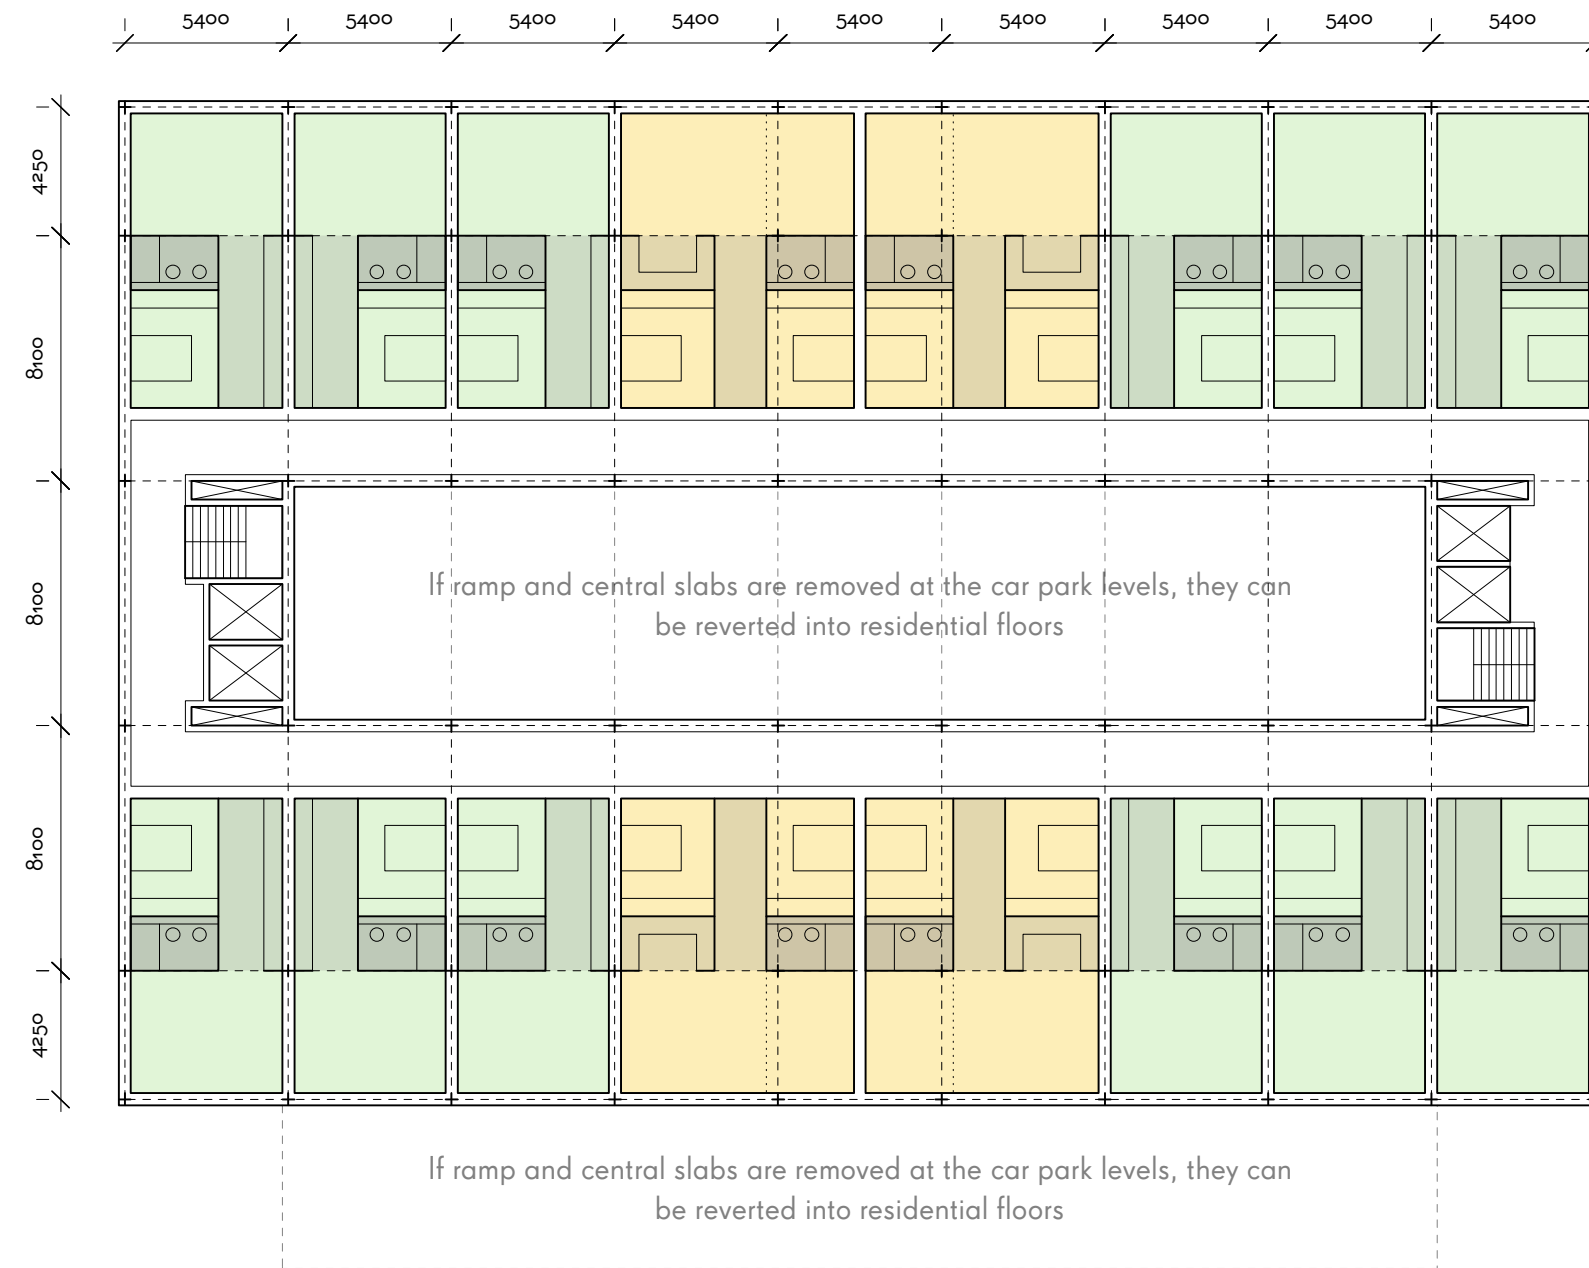 5400 5400 5400 5400 5400 5400 5400 5400 5400
4250
8100
8100
If ramp and central slabs are removed at the car park levels, they can
be reverted into residential floors
8100
4250
If ramp and central slabs are removed at the car park levels, they can
be reverted into residential floors